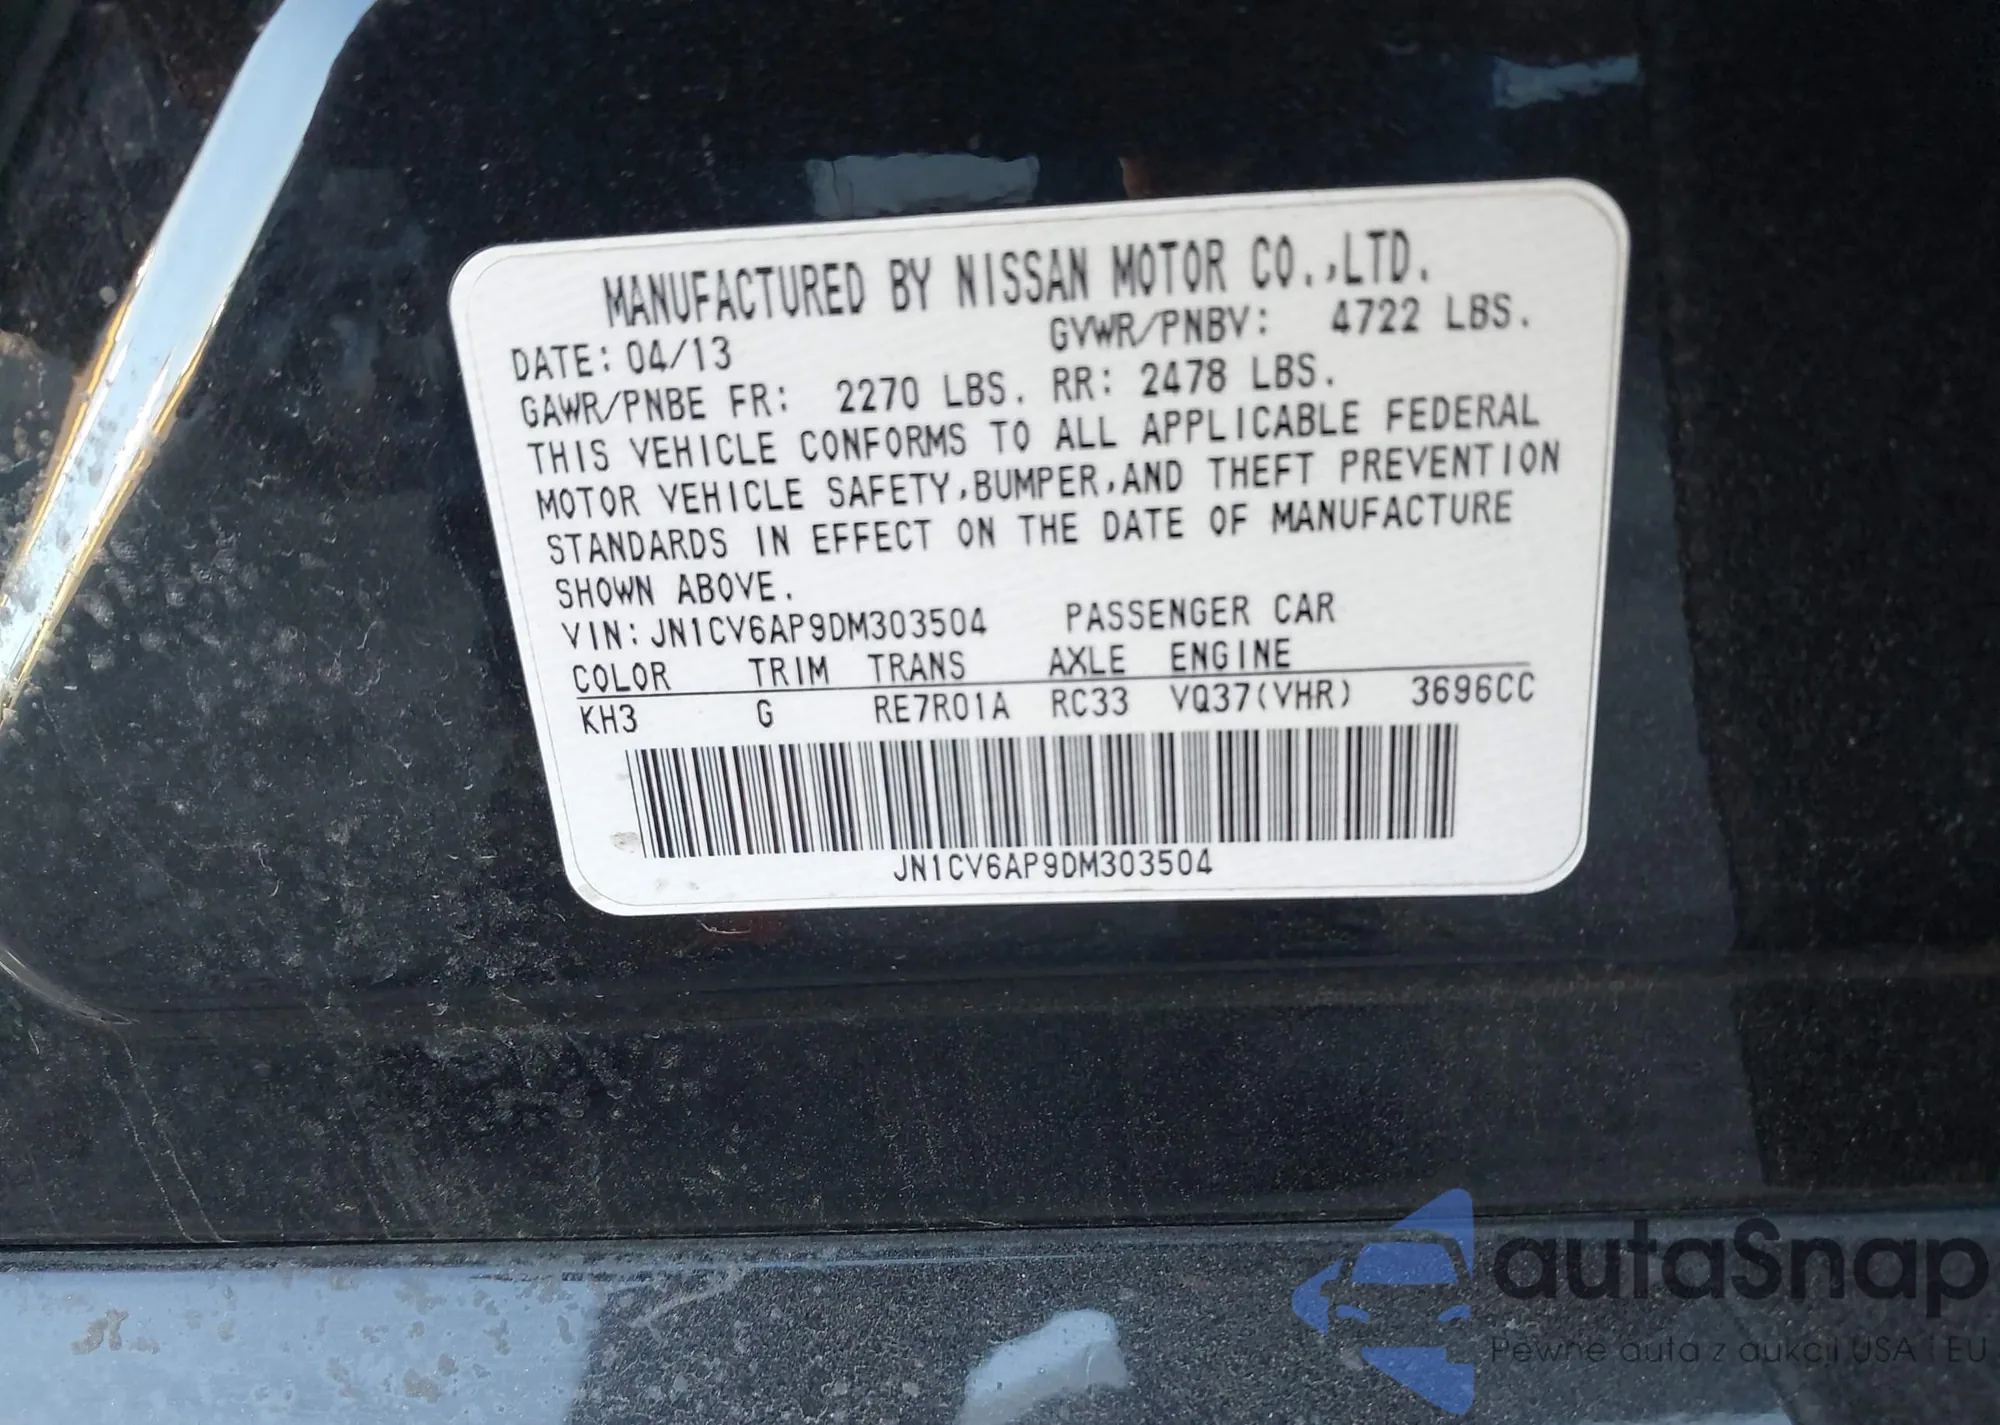 MANUFACTURED BY NISSAN MOTOR CO.,LTD.
DATE: 04/13 GVWR/PNBV: 4722 LBS.
GAWR/PNBE FR: 2270 LBS. RR: 2478 LBS.
THIS VEHICLE CONFORMS TO ALL APPLICABLE FEDERAL
MOTOR VEHICLE SAFETY,BUMPER,AND THEFT PREVENTION
STANDARDS IN EFFECT ON THE DATE OF MANUFACTURE
SHOWN ABOVE.
VIN: JN1CV6AP9DM303504 PASSENGER CAR
COLOR TRIM TRANS AXLE ENGINE
KH3 G RE7R01A RC33 VQ37(VHR) 3696CC
JN1CV6AP9DM303504
autaSnap
Pewne auta z aukcji USA i EU